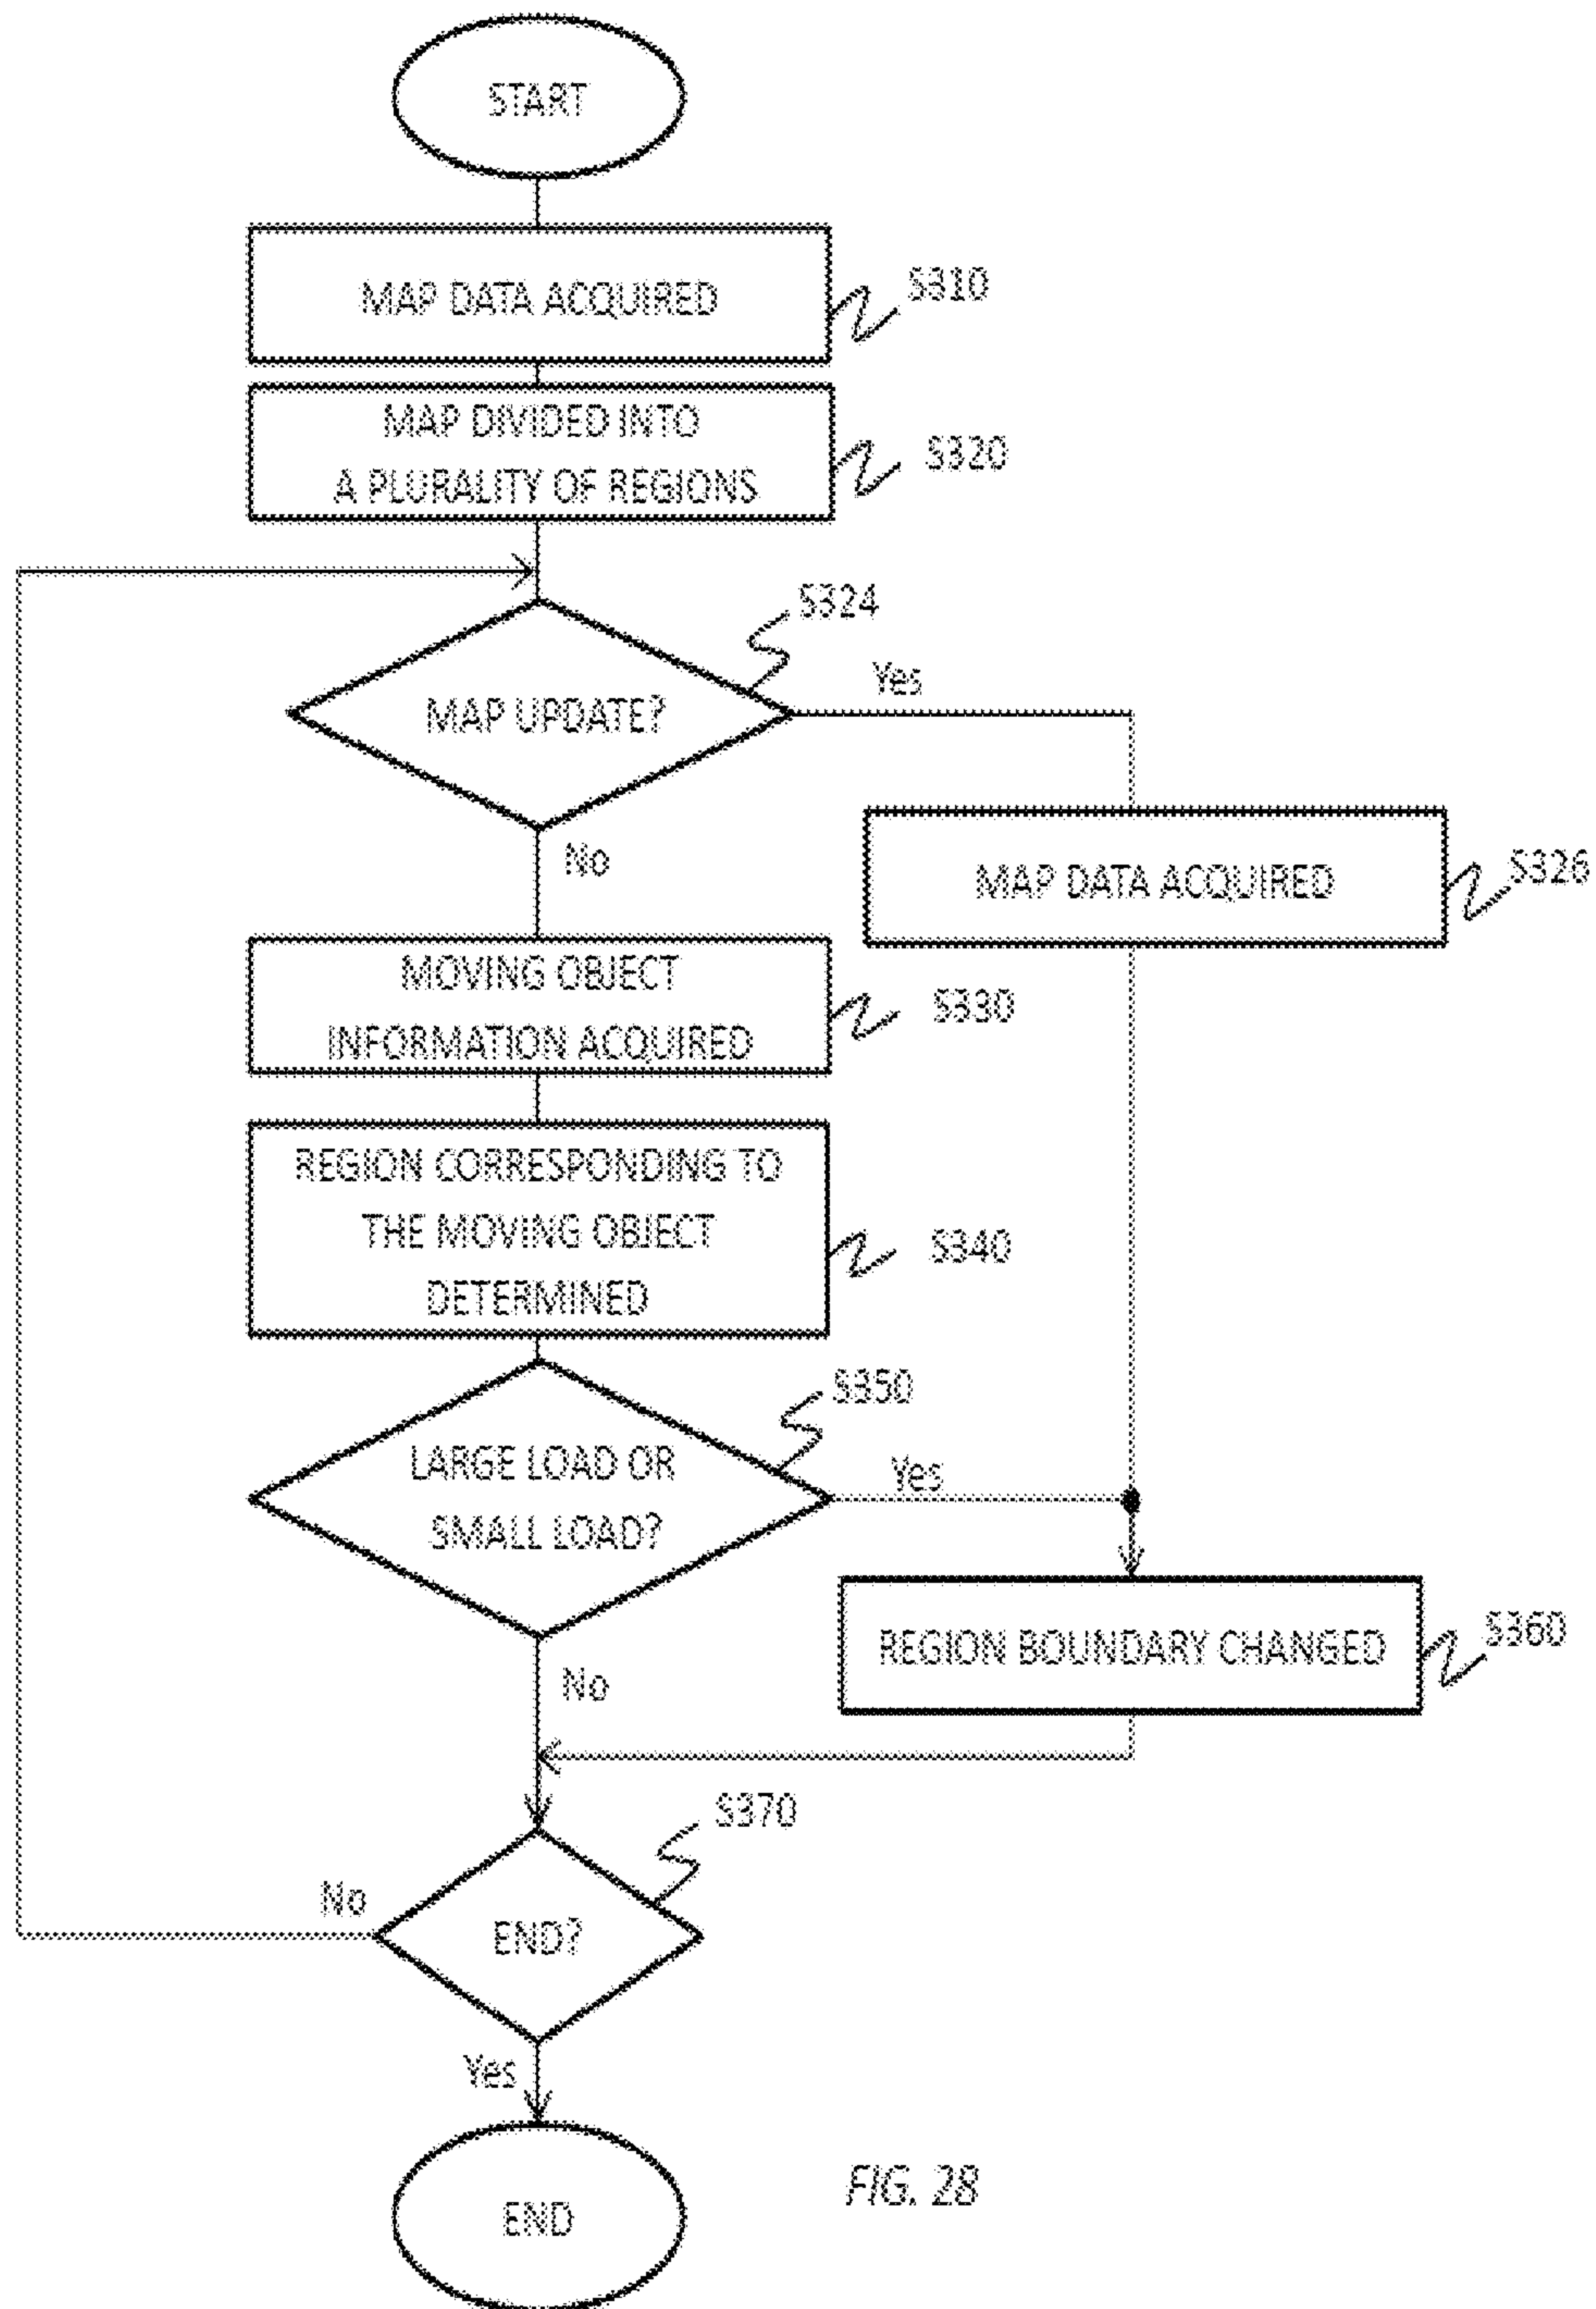 START
MAP DATA ACQUIRED
S310
MAP DIVIDED INTO
A PLURALITY OF REGIONS
S320
S324
MAP UPDATE?
Yes
No
MAP DATA ACQUIRED
S326
MOVING OBJECT
INFORMATION ACQUIRED
S330
REGION CORRESPONDING TO
THE MOVING OBJECT
DETERMINED
S340
S350
LARGE LOAD OR
SMALL LOAD?
Yes
No
REGION BOUNDARY CHANGED
S360
S370
No
END?
Yes
END
FIG. 28